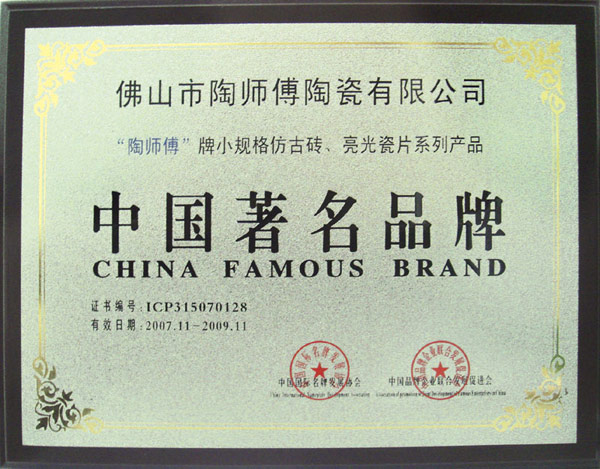 佛山市陶师傅陶瓷有限公司
“陶师傅”牌小规格仿古砖、亮光瓷片系列产品
中国著名品牌
CHINA FAMOUS BRAND
证书编号:ICP315070128
有效日期:2007.11-2009.11
中国国际名牌发展协会
中国品牌企业联合发展促进会